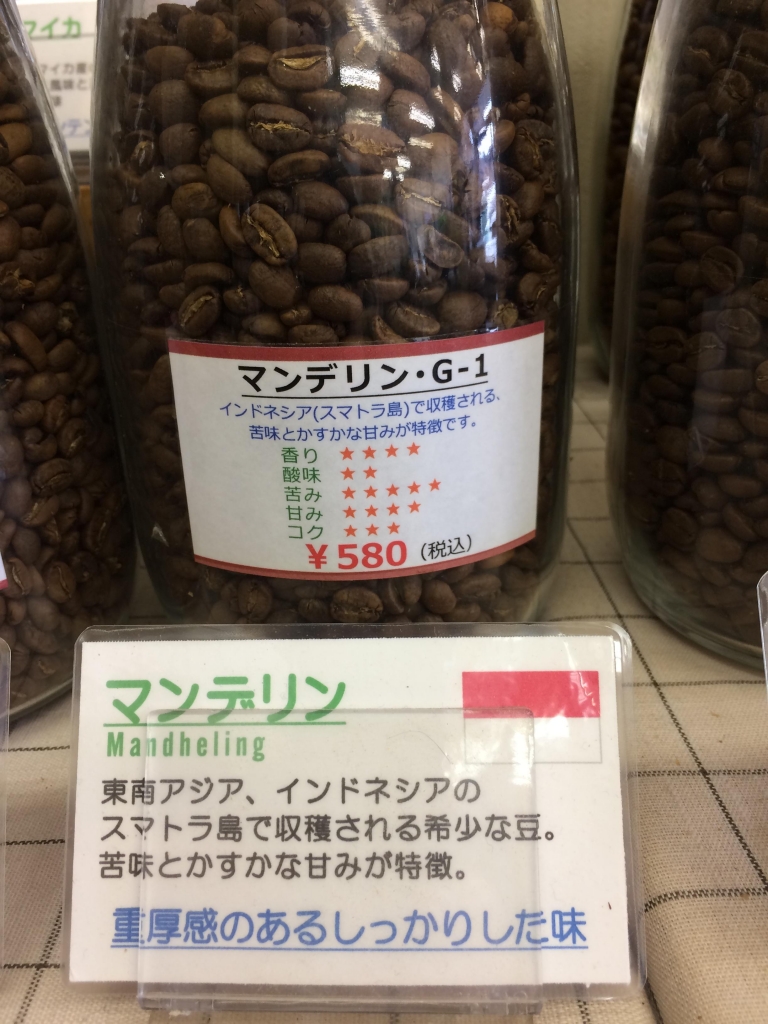 マイカ
マンデリン・G-1
インドネシア(スマトラ島)で収穫される、
苦味とかすかな甘みが特徴です。
香り ★★★★
酸味 ★★
苦み ★★★★★
甘み ★★★★
コク ★★★
￥580 (税込)
マンデリン
Mandheling
東南アジア、インドネシアの
スマトラ島で収穫される希少な豆。
苦味とかすかな甘みが特徴。
重厚感のあるしっかりした味